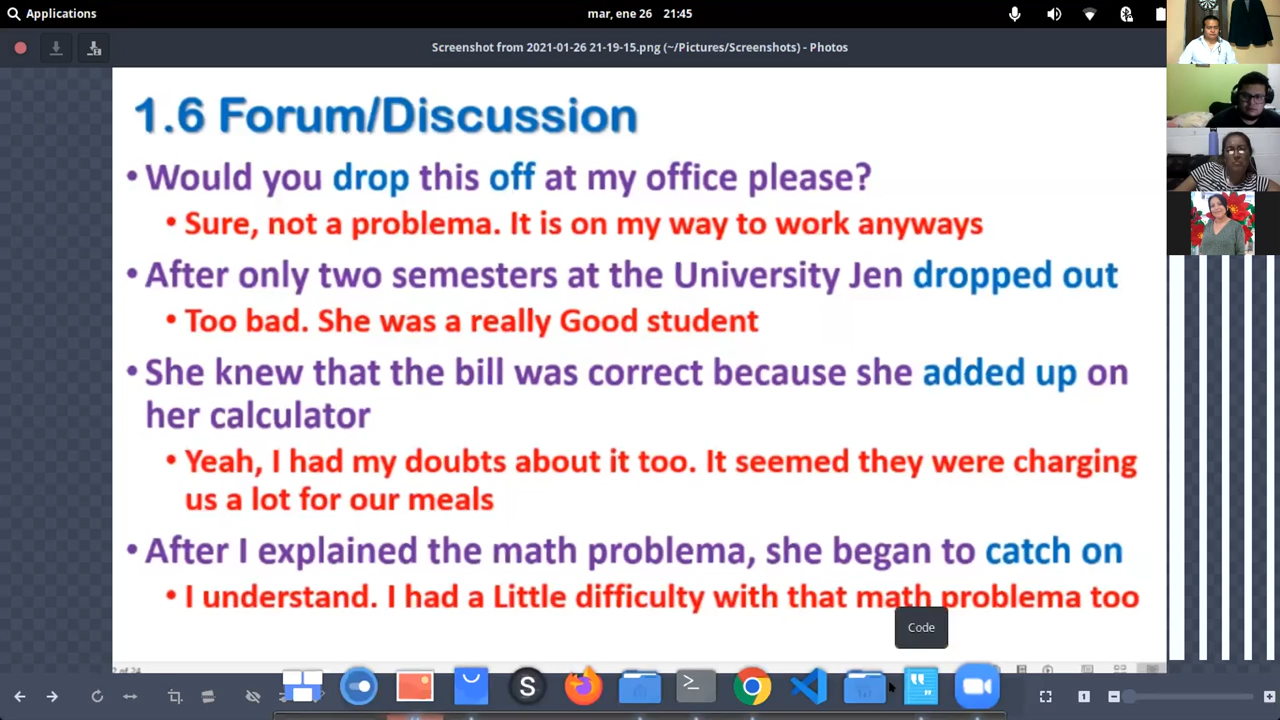 Applications
mar, ene 26 21:45
Screenshot from 2021-01-26 21-19-15.png (~/Pictures/Screenshots) - Photos
1.6 Forum/Discussion
• Would you drop this off at my office please?
• Sure, not a problema. It is on my way to work anyways
• After only two semesters at the University Jen dropped out
• Too bad. She was a really Good student
• She knew that the bill was correct because she added up on
her calculator
• Yeah, I had my doubts about it too. It seemed they were charging
us a lot for our meals
• After I explained the math problema, she began to catch on
• I understand. I had a Little difficulty with that math problema too
Code
S
1